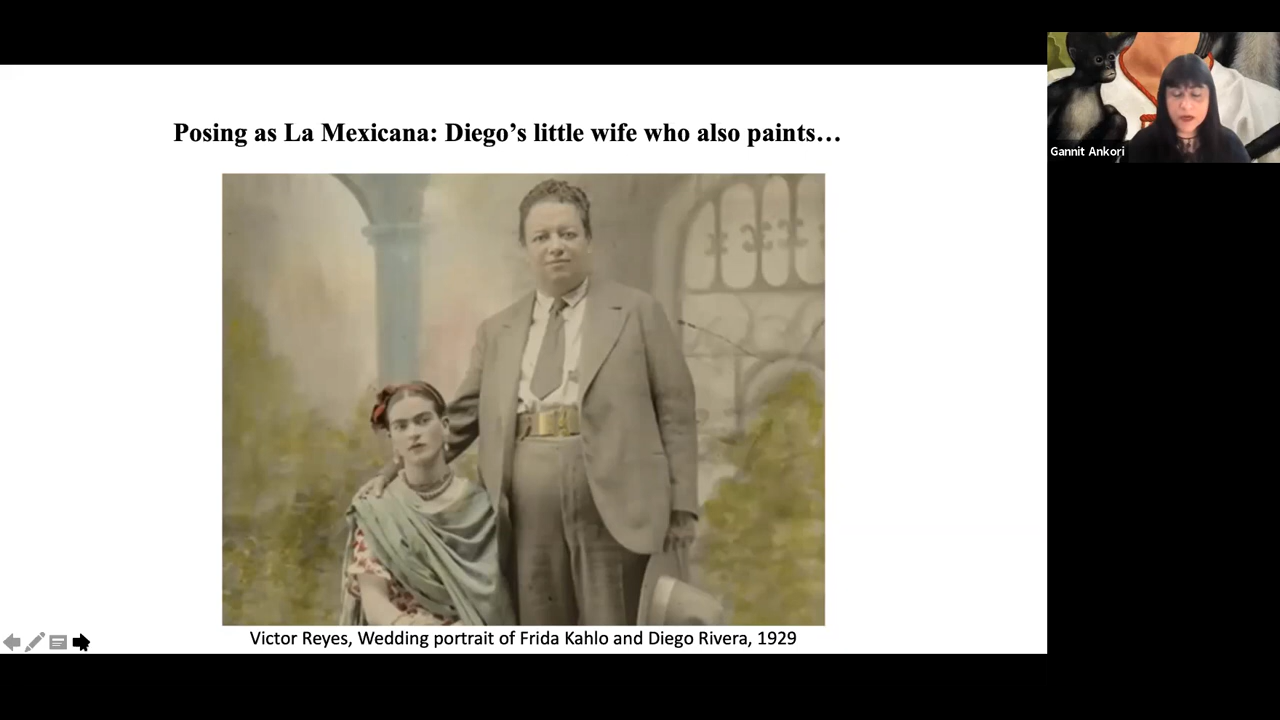 Posing as La Mexicana: Diego’s little wife who also paints…
Gannit Ankori
Victor Reyes, Wedding portrait of Frida Kahlo and Diego Rivera, 1929